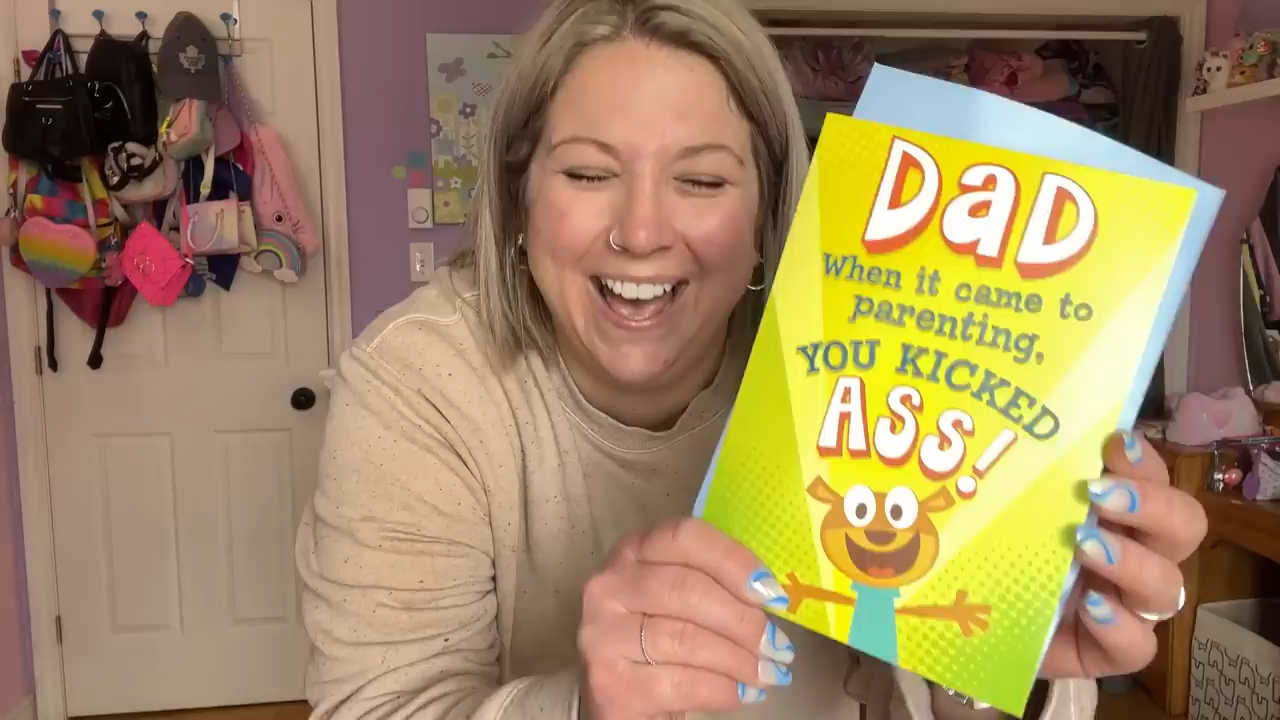 DaD
When it came to
parenting,
YOU KICKED
ASS!